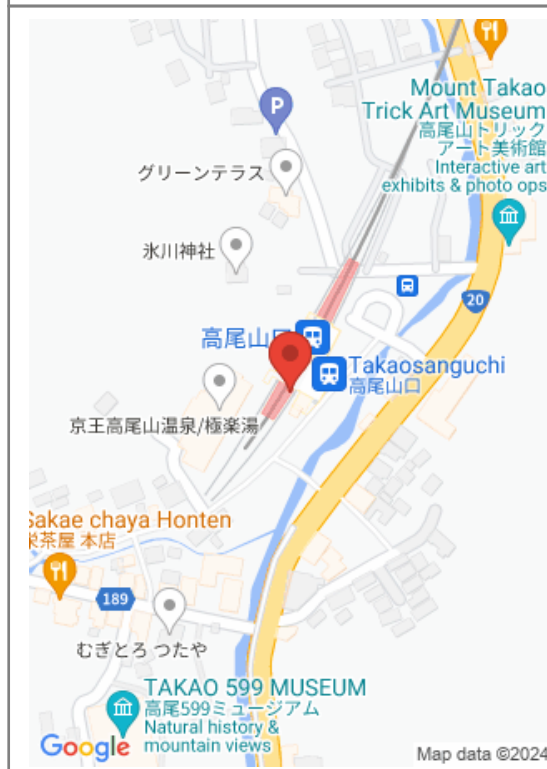 Mount Takao
Trick Art Museum
高尾山トリック
アート美術館
Interactive art
exhibits & photo ops
P
グリーンテラス
氷川神社
20
高尾山口
Takaosanguchi
高尾山口
京王高尾山温泉/極楽湯
Sakae chaya Honten
栄茶屋 本店
189
むぎとろ つたや
TAKAO 599 MUSEUM
高尾599ミュージアム
Natural history &
mountain views
Google
Map data ©2024